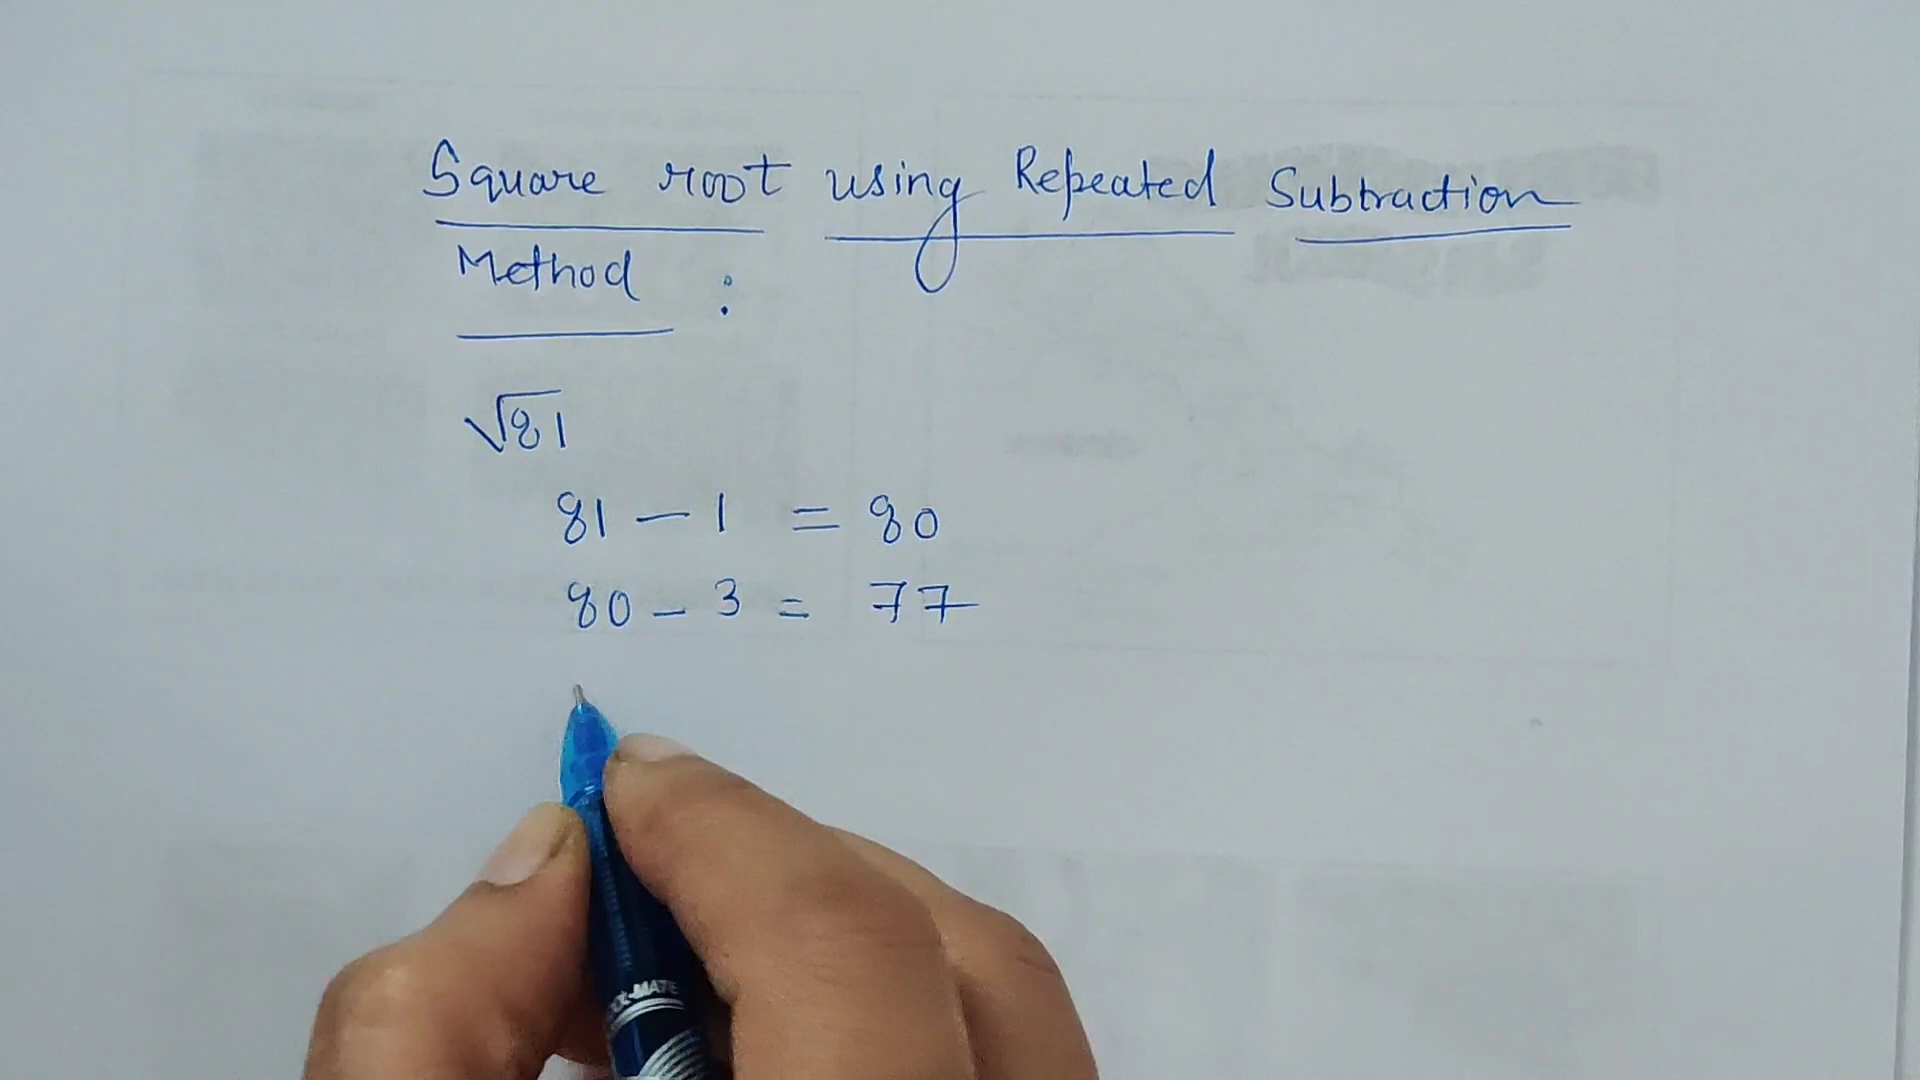 Square root using Repeated Subtraction
Method :
√81
81 - 1 = 80
80 - 3 = 77